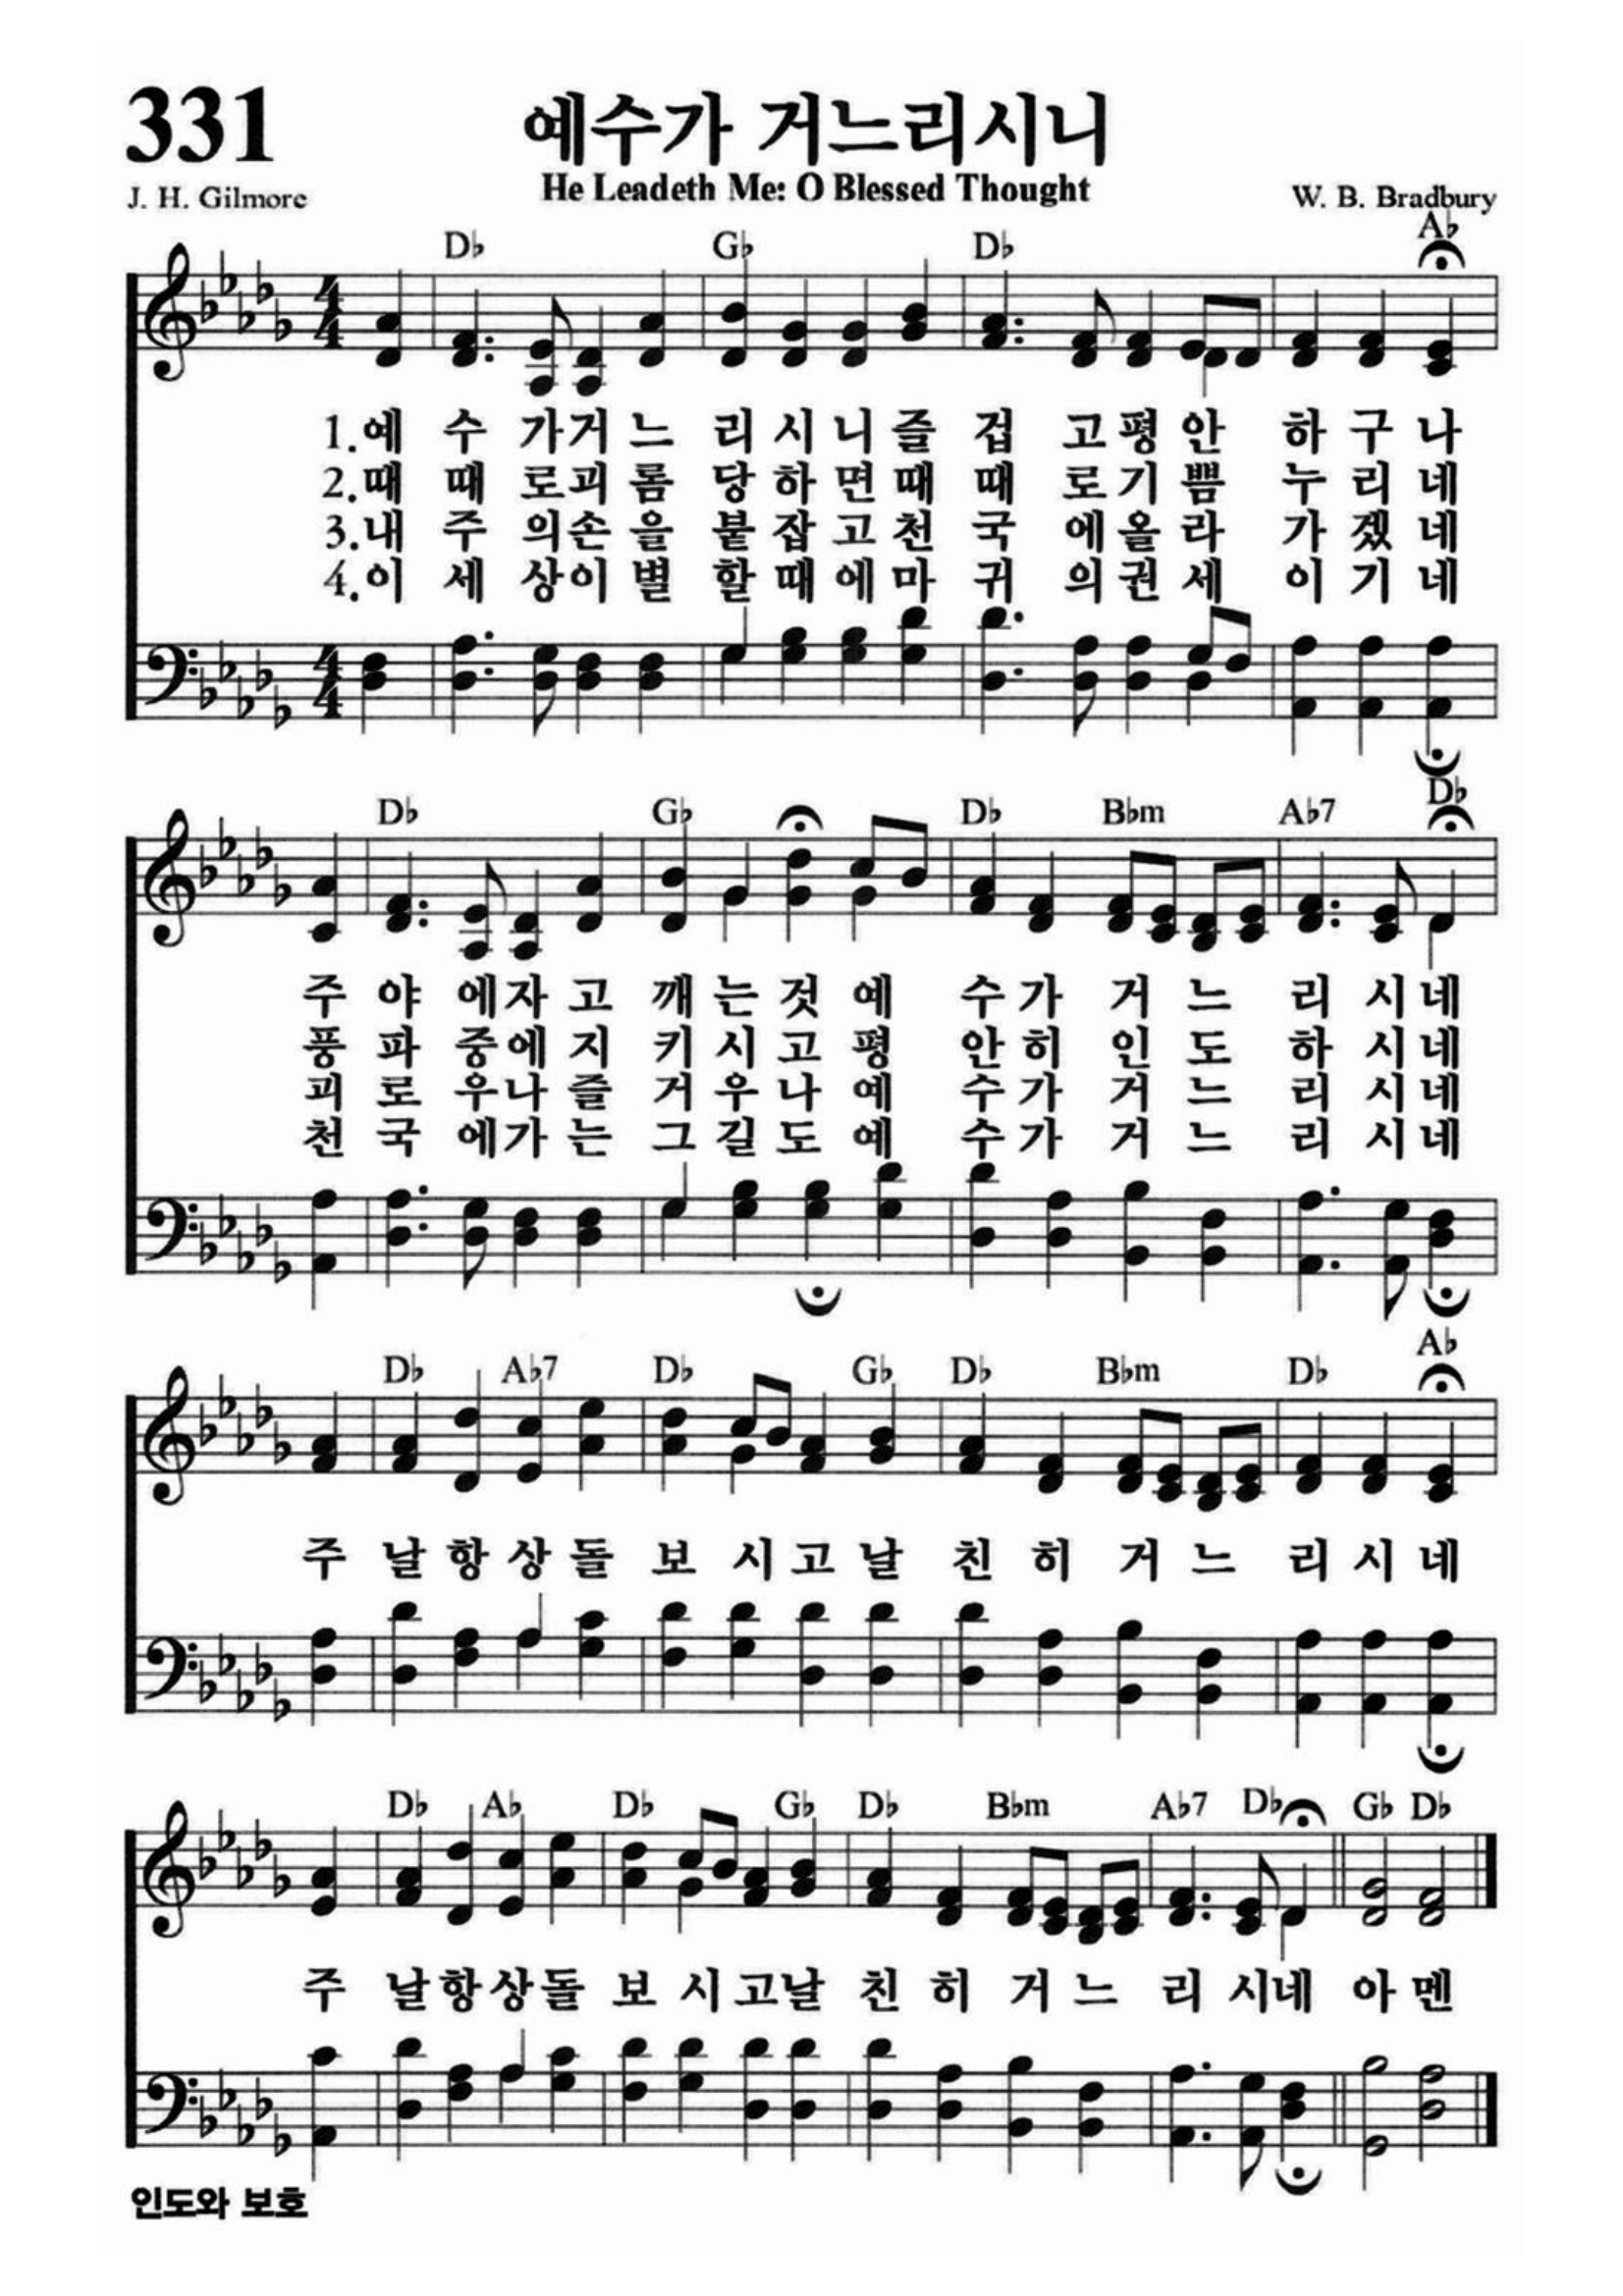 331
예수가 거느리시니
He Leadeth Me: O Blessed Thought
J. H. Gilmore
W. B. Bradbury
D♭ G♭ D♭ A♭
4/4
1.예 수 가거 느 리 시 니 즐 겁 고 평 안 하 구 나
2.때 때 로괴 롬 당 하 면 때 때 로 기 쁨 누 리 네
3.내 주 의손 을 붙 잡 고 천 국 에 올 라 가 겠 네
4.이 세 상이 별 할 때 에 마 귀 의 권 세 이 기 네
4/4
D♭ G♭ D♭ B♭m A♭7 D♭
주 야 에자 고 깨 는 것 예 수 가 거 느 리 시 네
풍 파 중에 지 키 시 고 평 안 히 인 도 하 시 네
괴 로 우나 즐 거 우 나 예 수 가 거 느 리 시 네
천 국 에가 는 그 길 도 예 수 가 거 느 리 시 네
D♭ A♭7 D♭ G♭ D♭ B♭m D♭ A♭
주 날 항 상 돌 보 시 고 날 친 히 거 느 리 시 네
D♭ A♭ D♭ G♭ D♭ B♭m A♭7 D♭ G♭ D♭
주 날 항 상 돌 보 시 고 날 친 히 거 느 리 시 네 아 멘
인도와 보호